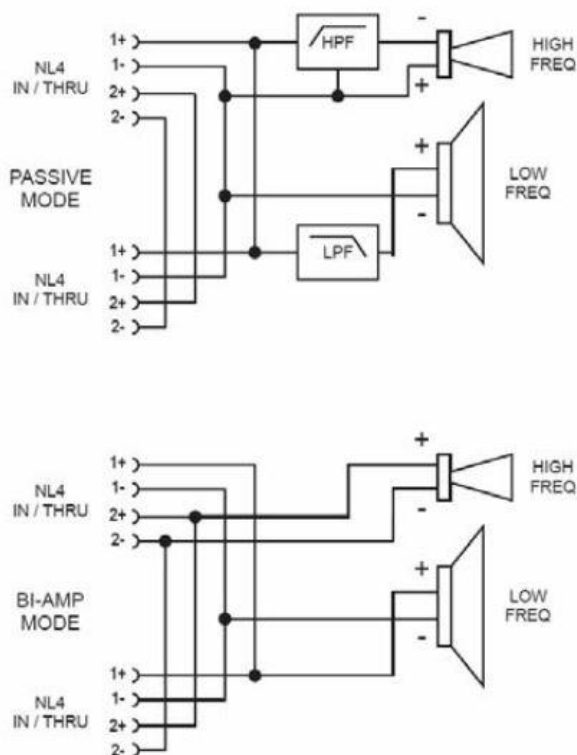 1+
1-
NL4
IN / THRU
2+
2-
HPF
-
+
HIGH
FREQ
PASSIVE
MODE
+
-
LOW
FREQ
1+
1-
NL4
IN / THRU
2+
2-
LPF
1+
1-
NL4
IN / THRU
2+
2-
+
-
HIGH
FREQ
BI-AMP
MODE
+
-
LOW
FREQ
1+
1-
NL4
IN / THRU
2+
2-